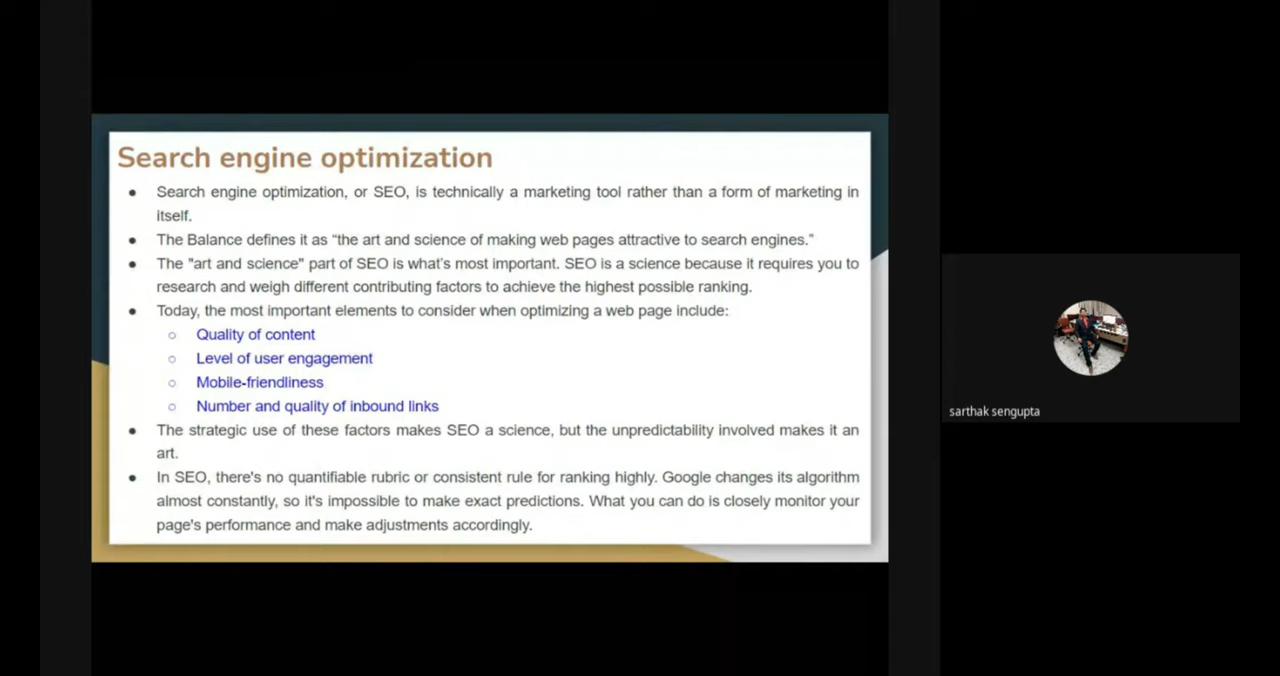 Search engine optimization
● Search engine optimization, or SEO, is technically a marketing tool rather than a form of marketing in
itself.
● The Balance defines it as “the art and science of making web pages attractive to search engines.”
● The "art and science" part of SEO is what's most important. SEO is a science because it requires you to
research and weigh different contributing factors to achieve the highest possible ranking.
● Today, the most important elements to consider when optimizing a web page include:
○ Quality of content
○ Level of user engagement
○ Mobile-friendliness
○ Number and quality of inbound links
● The strategic use of these factors makes SEO a science, but the unpredictability involved makes it an
art.
● In SEO, there's no quantifiable rubric or consistent rule for ranking highly. Google changes its algorithm
almost constantly, so it's impossible to make exact predictions. What you can do is closely monitor your
page's performance and make adjustments accordingly.
sarthak sengupta